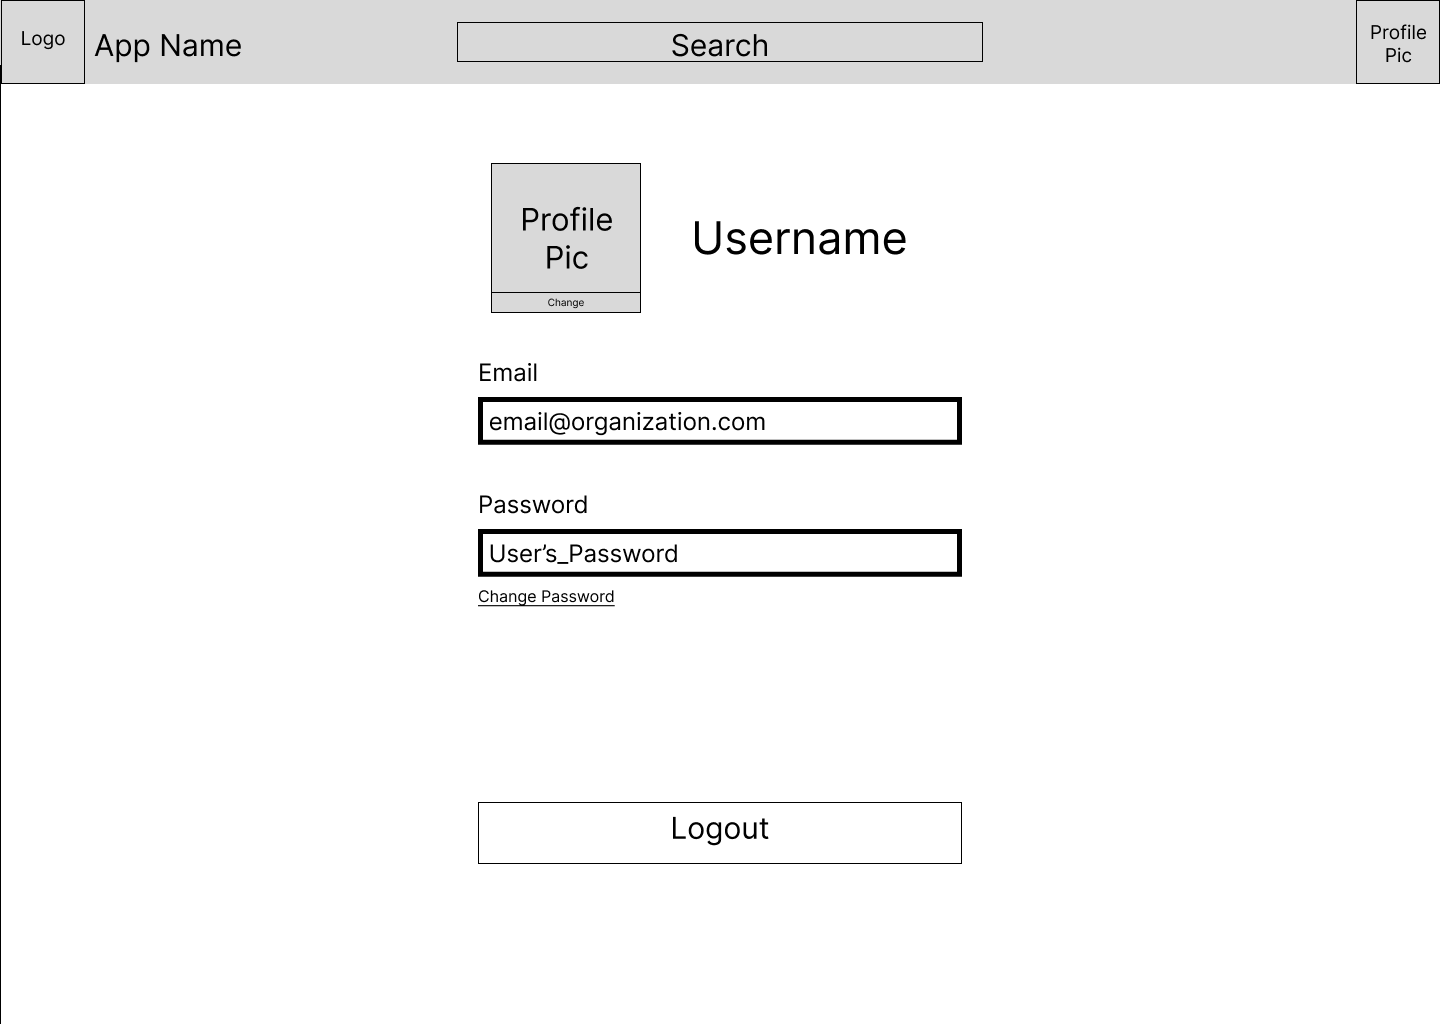 Logo
App Name
Search
Profile
Pic
Profile
Pic
Change
Username
Email
email@organization.com
Password
User’s_Password
Change Password
Logout